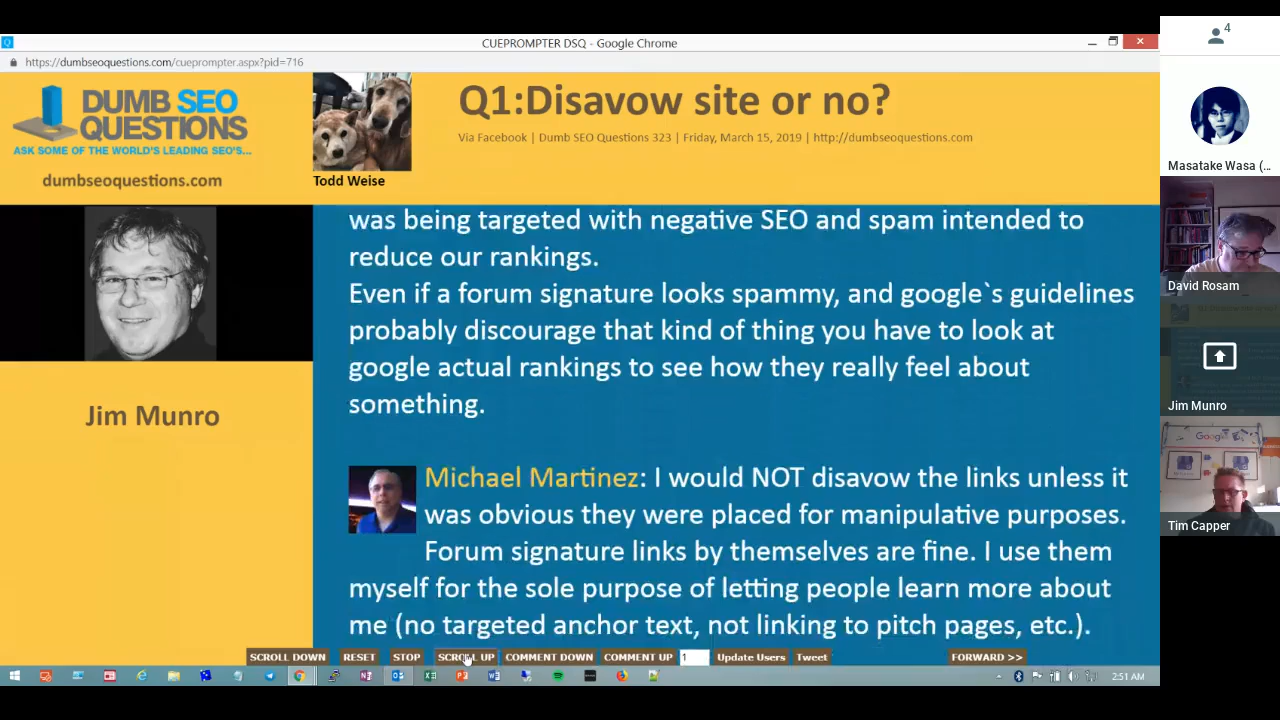 CUEPROMPTER DSQ - Google Chrome
https://dumbseoquestions.com/cueprompter.aspx?pid=716
DUMB SEO
QUESTIONS
ASK SOME OF THE WORLD'S LEADING SEO'S...
dumbseoquestions.com
Todd Weise
Q1:Disavow site or no?
Via Facebook | Dumb SEO Questions 323 | Friday, March 15, 2019 | http://dumbseoquestions.com
Jim Munro
was being targeted with negative SEO and spam intended to
reduce our rankings.
Even if a forum signature looks spammy, and google`s guidelines
probably discourage that kind of thing you have to look at
google actual rankings to see how they really feel about
something.
Michael Martinez: I would NOT disavow the links unless it
was obvious they were placed for manipulative purposes.
Forum signature links by themselves are fine. I use them
myself for the sole purpose of letting people learn more about
me (no targeted anchor text, not linking to pitch pages, etc.).
SCROLL DOWN RESET STOP SCROLL UP COMMENT DOWN COMMENT UP 1 Update Users Tweet FORWARD >>
2:51 AM
4
Masatake Wasa (...
David Rosam
Jim Munro
Google
Tim Capper